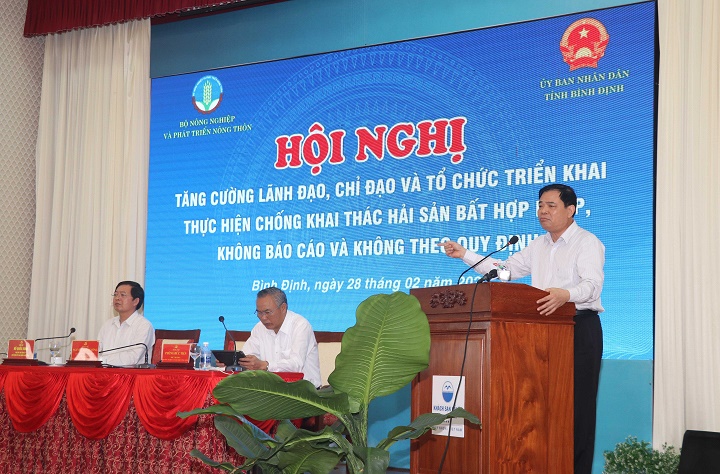 BỘ NÔNG NGHIỆP
VÀ PHÁT TRIỂN NÔNG THÔN
ỦY BAN NHÂN DÂN
TỈNH BÌNH ĐỊNH
HỘI NGHỊ
TĂNG CƯỜNG LÃNH ĐẠO, CHỈ ĐẠO VÀ TỔ CHỨC TRIỂN KHAI
THỰC HIỆN CHỐNG KHAI THÁC HẢI SẢN BẤT HỢP
KHÔNG BÁO CÁO VÀ KHÔNG THEO QUY ĐỊNH
Bình Định, ngày 28 tháng 02 năm